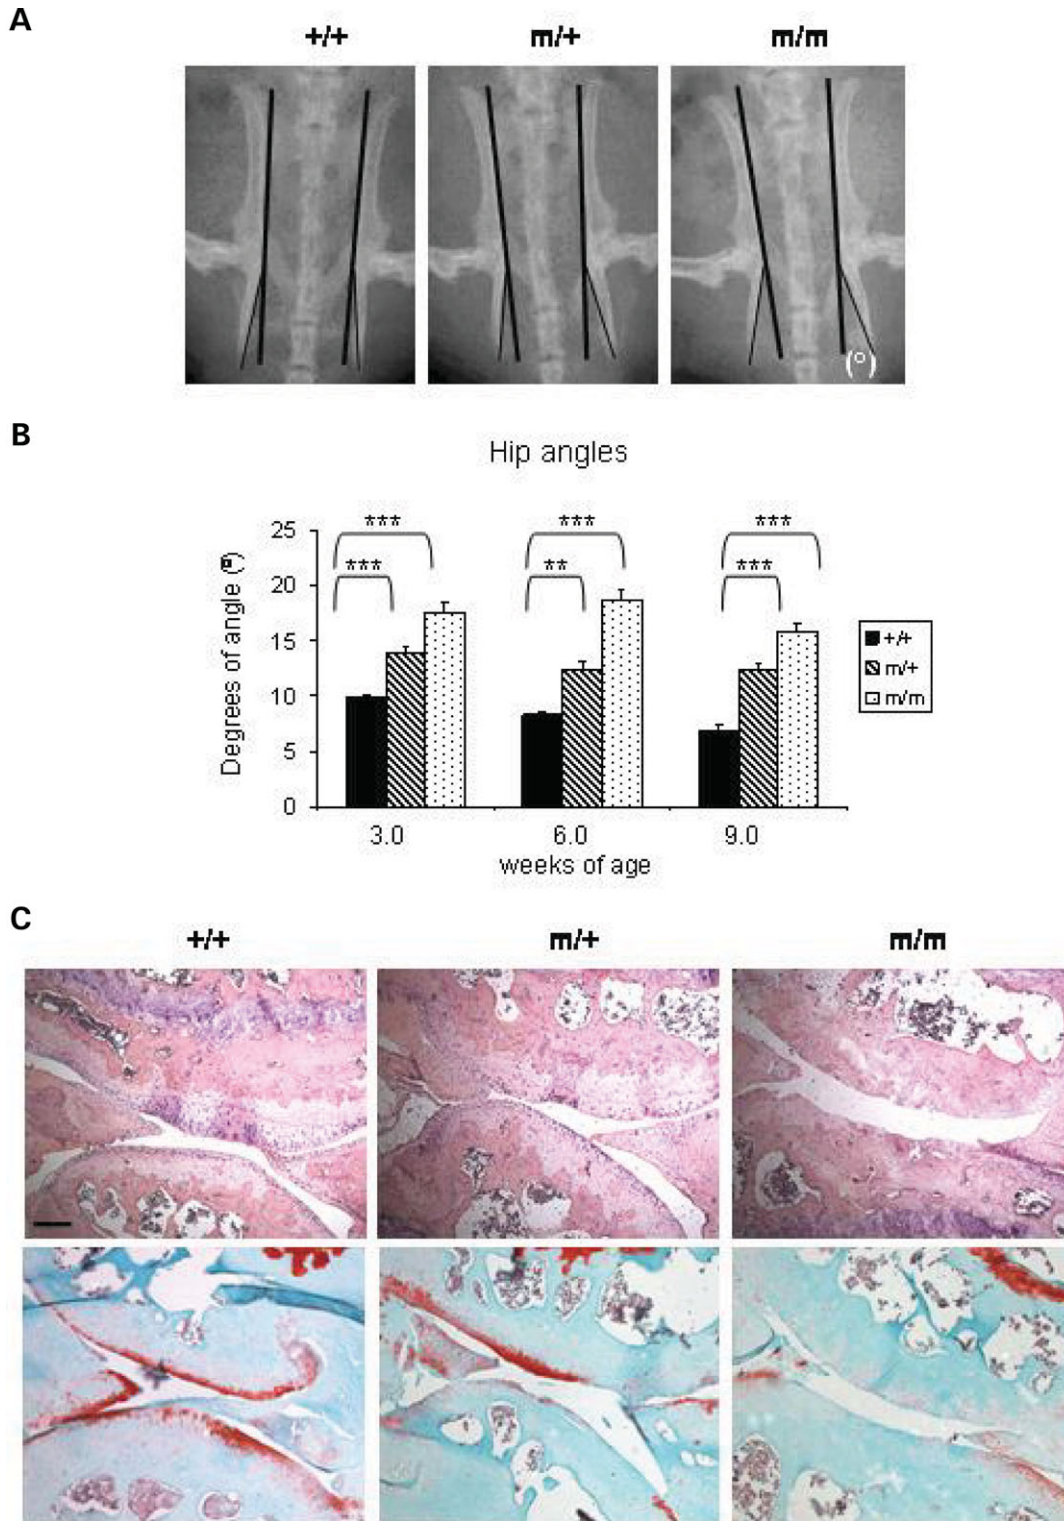 A
+/+ m/+ m/m
(°)
B
Hip angles
Degrees of angle (º)
25
20
15
10
5
0
*** ***
*** ***
** ***
3.0 6.0 9.0
weeks of age
+/+
m/+
m/m
C
+/+ m/+ m/m